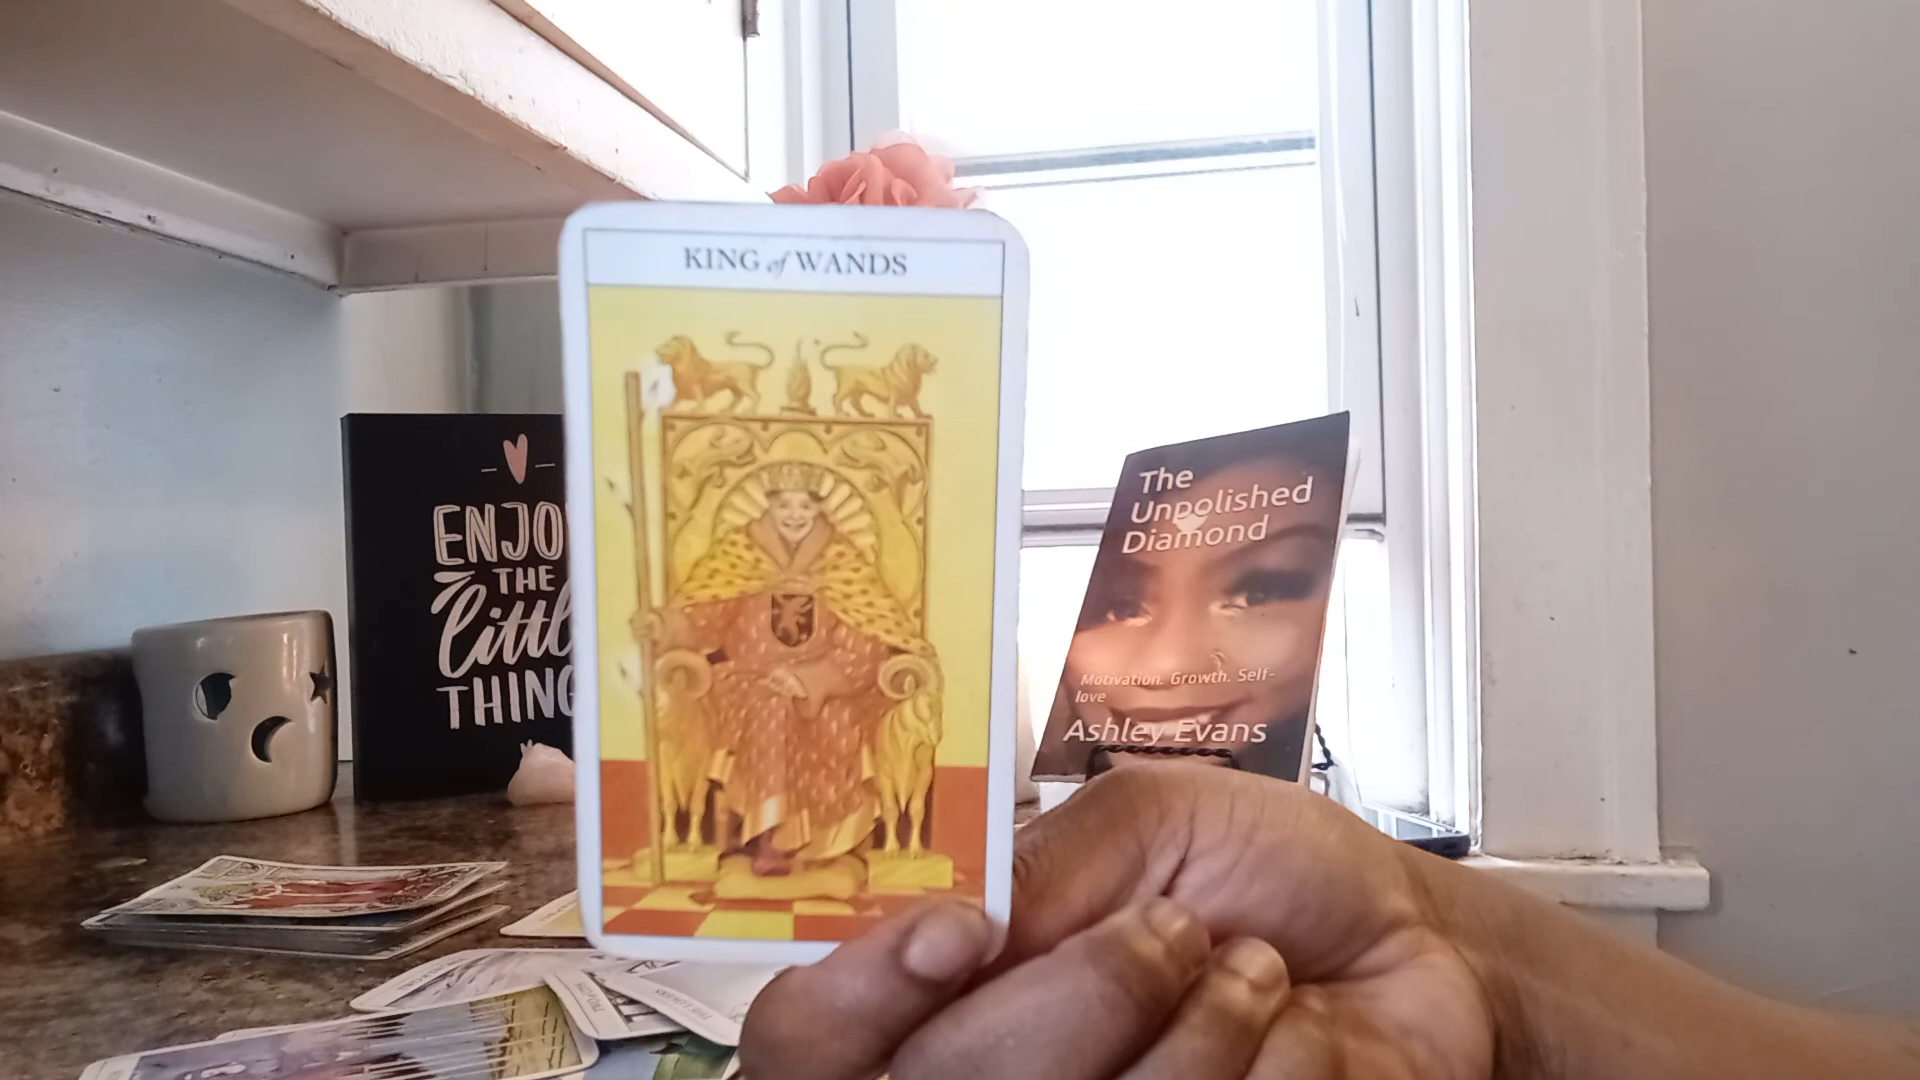 KING of WANDS
ENJO
THE
littl
THING
The
Unpolished
Diamond
Motivation. Growth. Self-
love
Ashley Evans